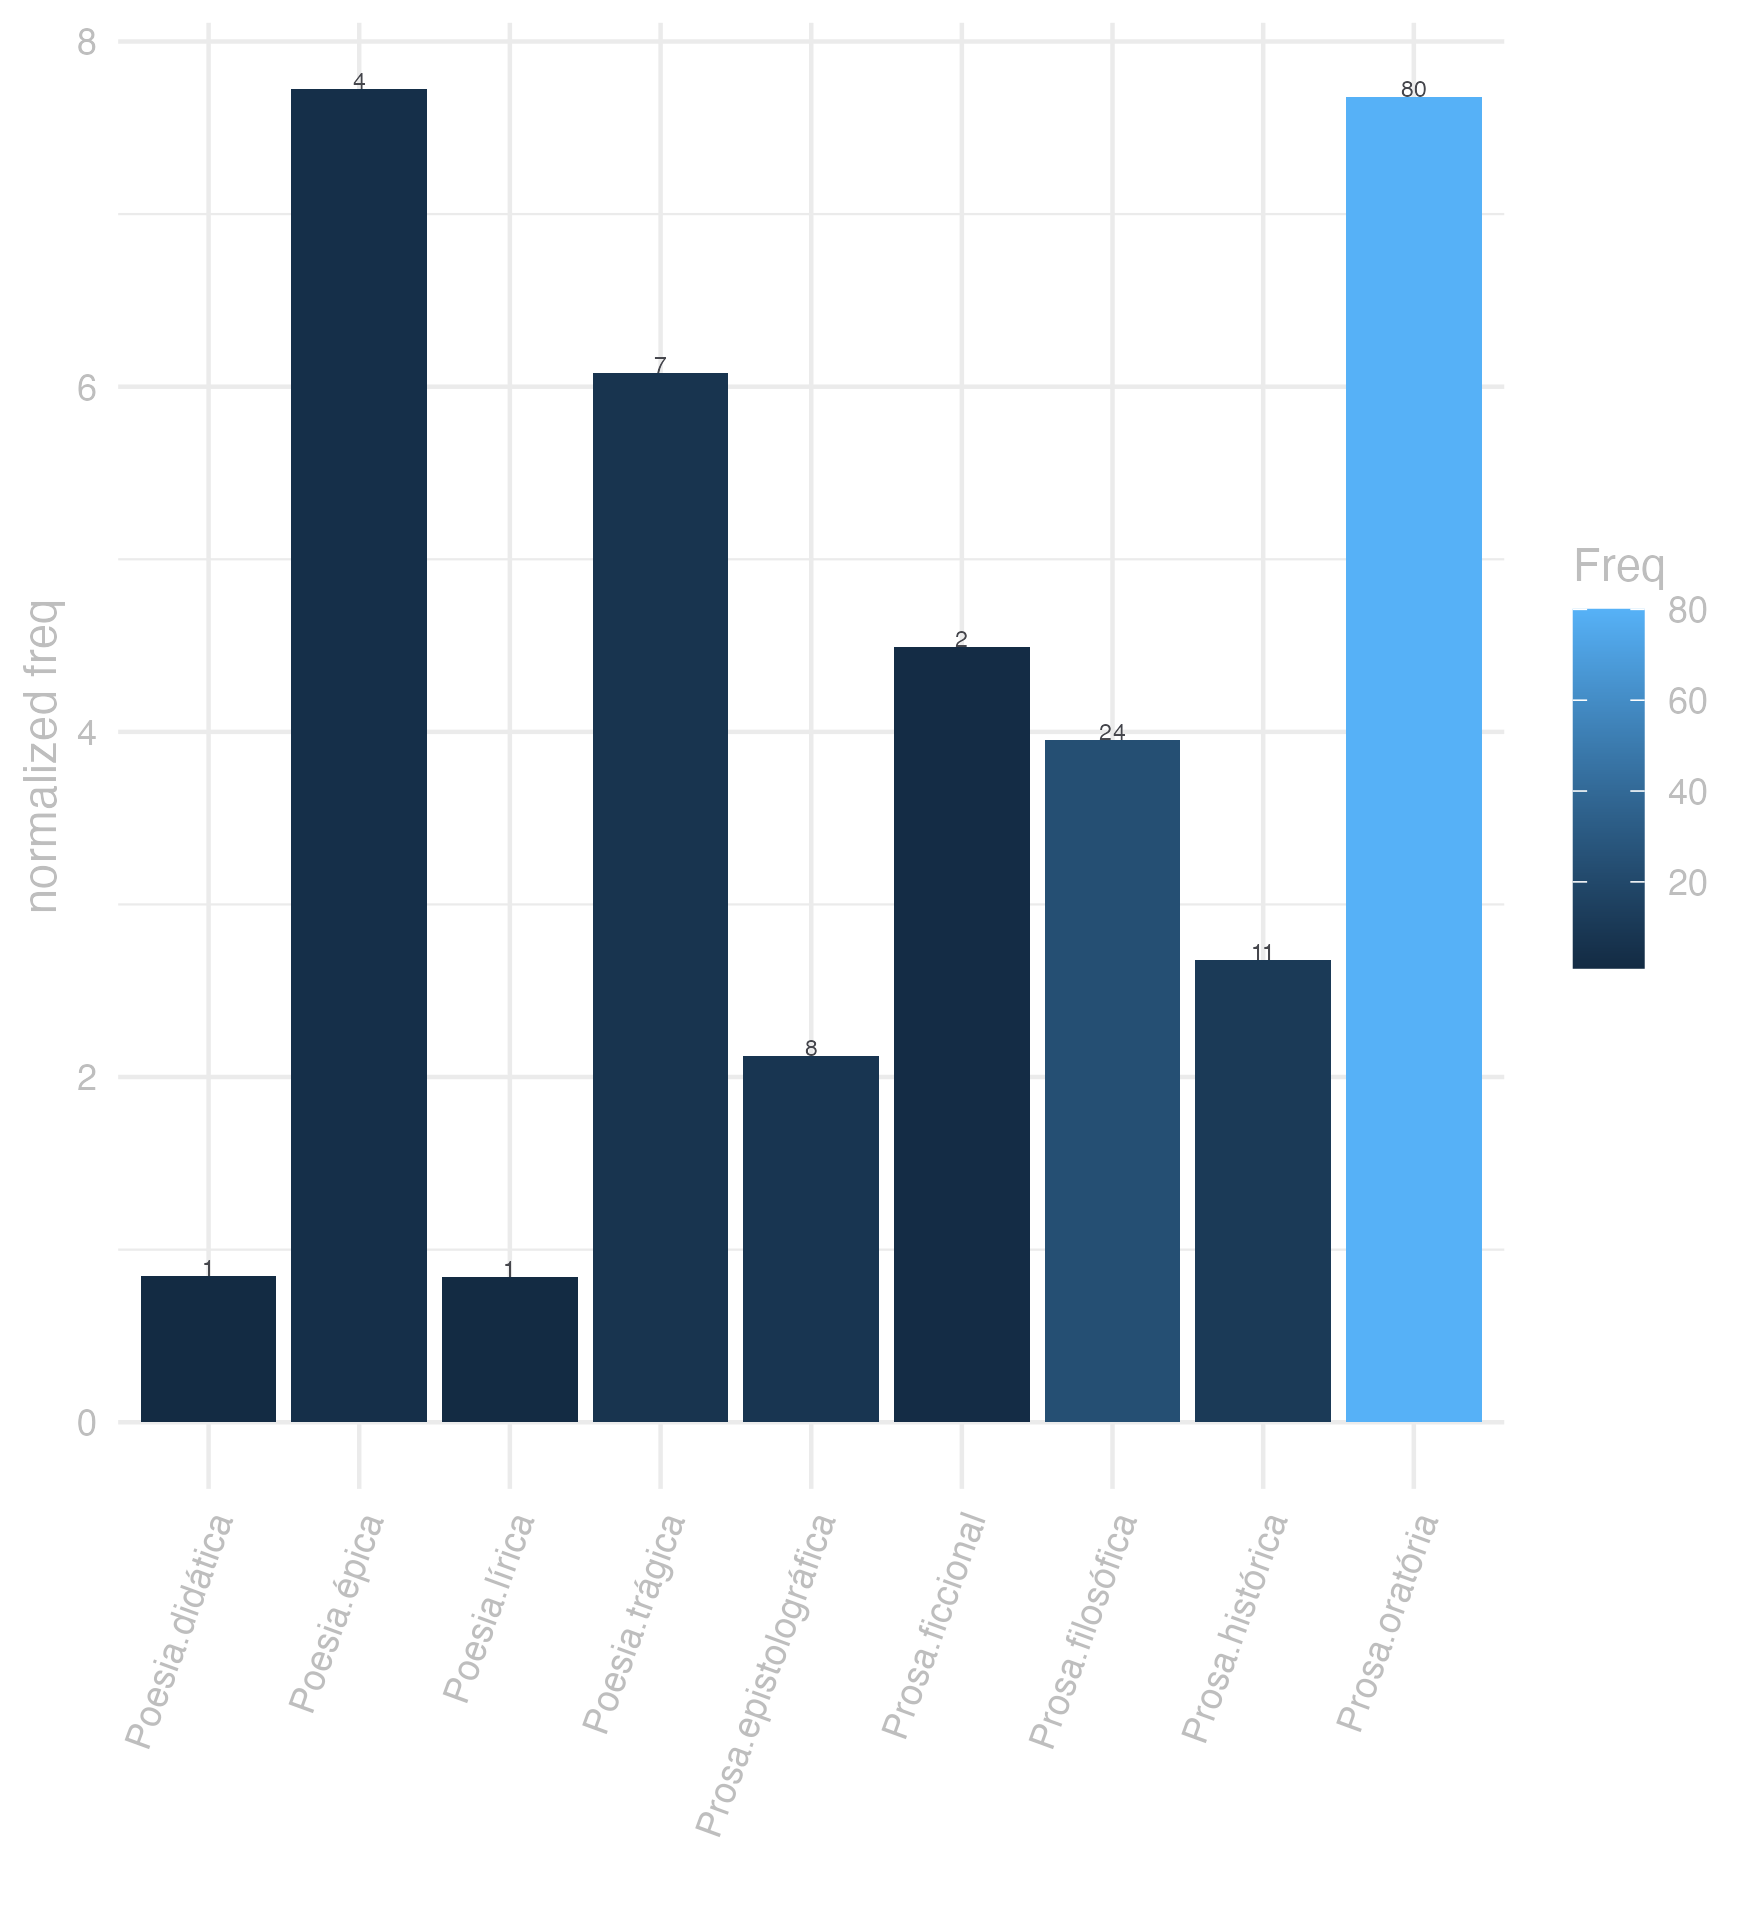 normalized freq
8
6
4
2
0
1
4
1
7
8
2
24
11
80
Poesia.didática
Poesia.épica
Poesia.lírica
Poesia.trágica
Prosa.epistolográfica
Prosa.ficcional
Prosa.filosófica
Prosa.histórica
Prosa.oratória
Freq
80
60
40
20